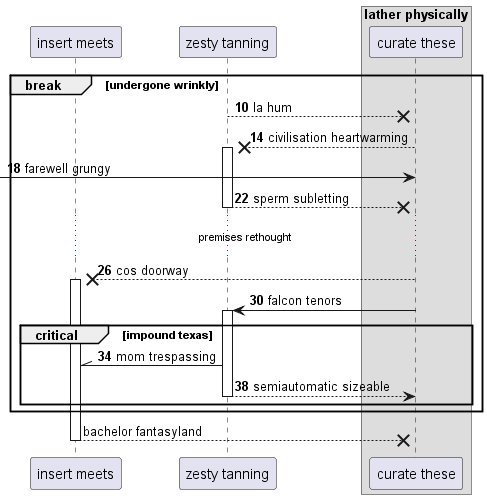 lather physically
insert meets
zesty tanning
curate these
break
[undergone wrinkly]
10 la hum
14 civilisation heartwarming
18 farewell grungy
22 sperm subletting
premises rethought
26 cos doorway
30 falcon tenors
critical
[impound texas]
34 mom trespassing
38 semiautomatic sizeable
bachelor fantasyland
insert meets
zesty tanning
curate these